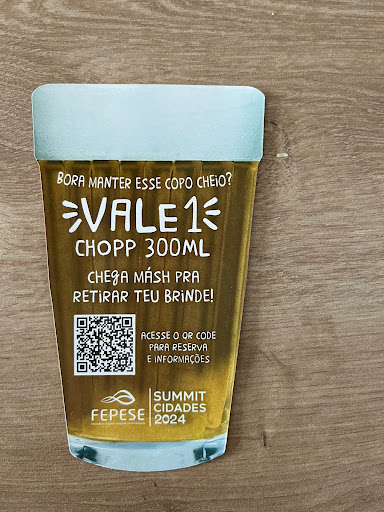 BORA MANTER ESSE COPO CHEIO?
VALE 1
CHOPP 300ML
CHEGA MÁSH PRA
RETIRAR TEU BRINDE!
ACESSE O QR CODE
PARA RESERVA
E INFORMAÇÕES
FEPESE
SUMMIT
CIDADES
2024